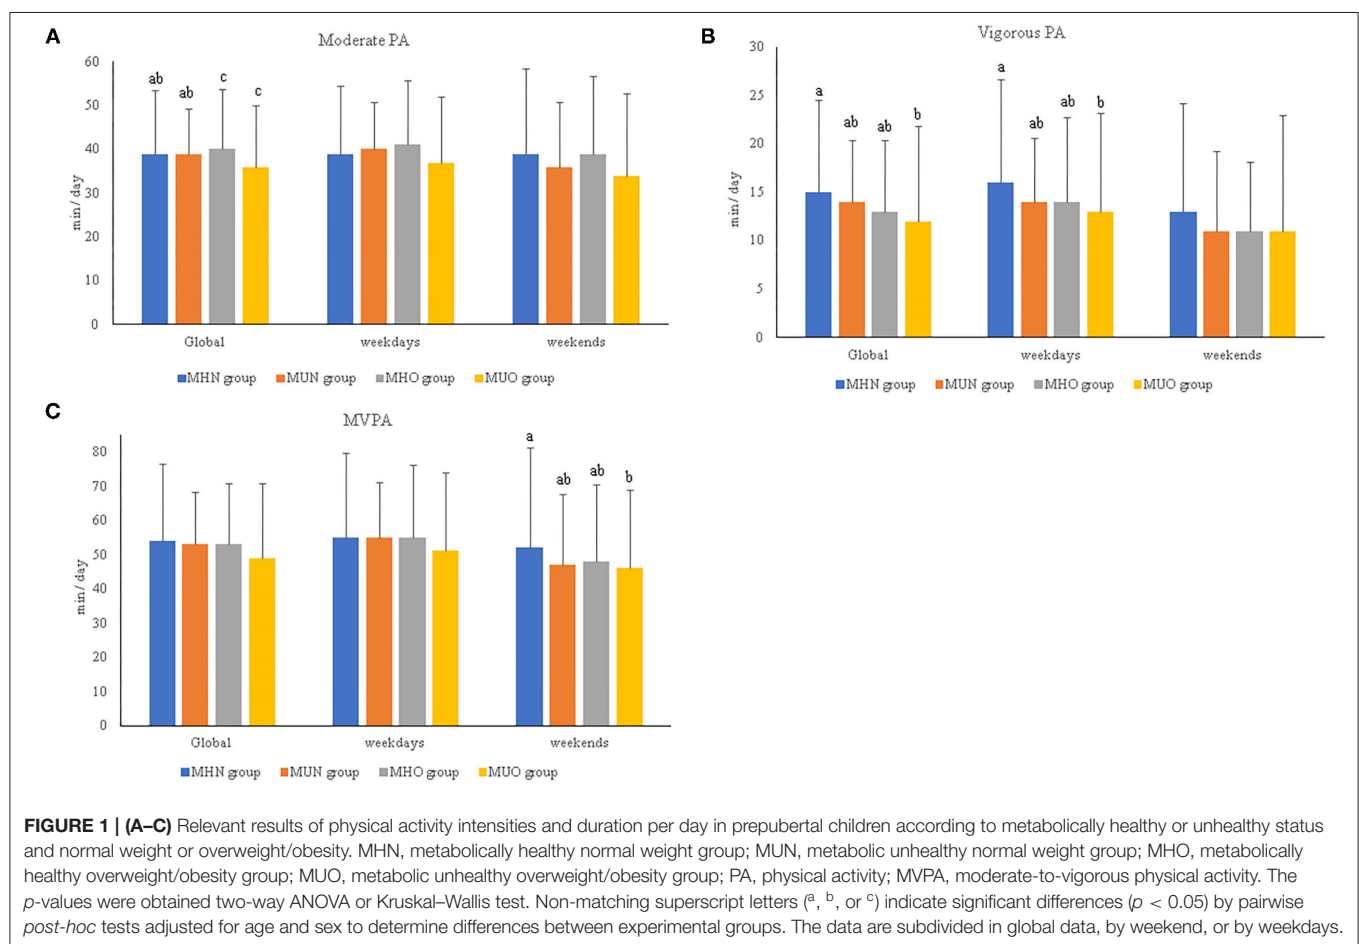 A
Moderate PA
60
50
40
30
20
10
0
min/ day
ab
ab
c
c
Global
weekdays
weekends
MHN group
MUN group
MHO group
MUO group
B
Vigorous PA
30
25
20
15
10
5
0
min/ day
a
ab
ab
b
a
ab
ab
b
Global
weekdays
weekends
MHN group
MUN group
MHO group
MUO group
C
MVPA
80
70
60
50
40
30
20
10
0
min/ day
a
ab
ab
b
Global
weekdays
weekends
MHN group
MUN group
MHO group
MUO group
FIGURE 1 | (A–C) Relevant results of physical activity intensities and duration per day in prepubertal children according to metabolically healthy or unhealthy status
and normal weight or overweight/obesity. MHN, metabolically healthy normal weight group; MUN, metabolic unhealthy normal weight group; MHO, metabolically
healthy overweight/obesity group; MUO, metabolic unhealthy overweight/obesity group; PA, physical activity; MVPA, moderate-to-vigorous physical activity. The
p-values were obtained two-way ANOVA or Kruskal–Wallis test. Non-matching superscript letters (a, b, or c) indicate significant differences (p < 0.05) by pairwise
post-hoc tests adjusted for age and sex to determine differences between experimental groups. The data are subdivided in global data, by weekend, or by weekdays.